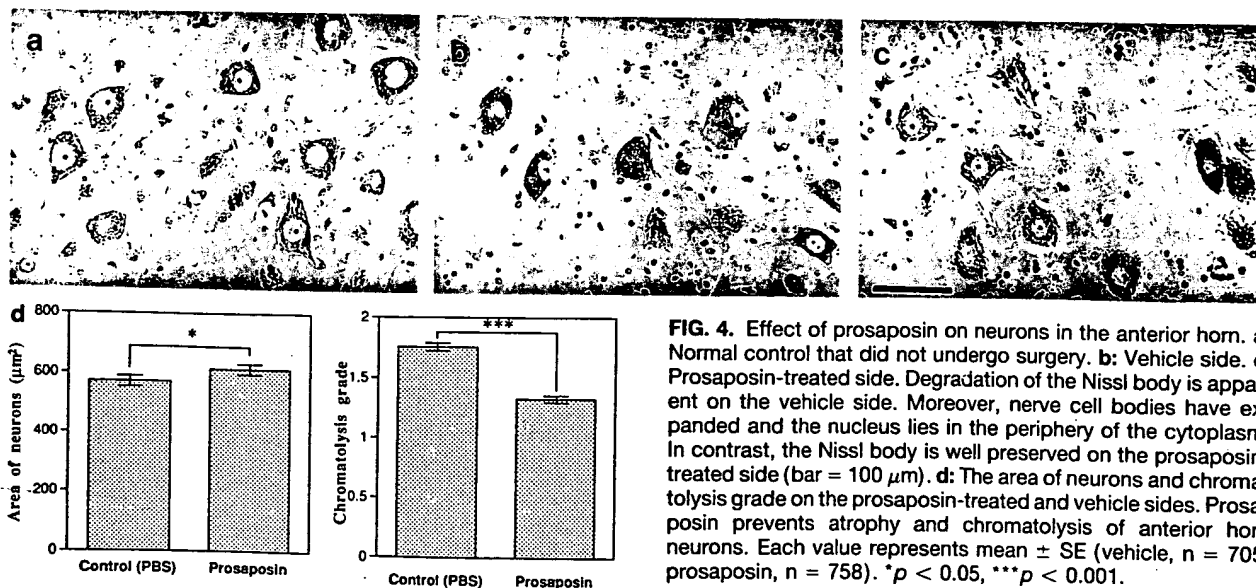 a
b
c
d
800
600
400
200
0
Area of neurons (μm²)
*
Control (PBS) Prosaposin
2
1.5
1
0.5
0
Chromatolysis grade
***
Control (PBS) Prosaposin
FIG. 4. Effect of prosaposin on neurons in the anterior horn.
Normal control that did not undergo surgery. b: Vehicle side.
Prosaposin-treated side. Degradation of the Nissl body is appa
ent on the vehicle side. Moreover, nerve cell bodies have ex
panded and the nucleus lies in the periphery of the cytoplasm
In contrast, the Nissl body is well preserved on the prosaposin
treated side (bar = 100 μm). d: The area of neurons and chroma
tolysis grade on the prosaposin-treated and vehicle sides. Prosa
posin prevents atrophy and chromatolysis of anterior hor
neurons. Each value represents mean ± SE (vehicle, n = 705
prosaposin, n = 758). *p < 0.05, ***p < 0.001.